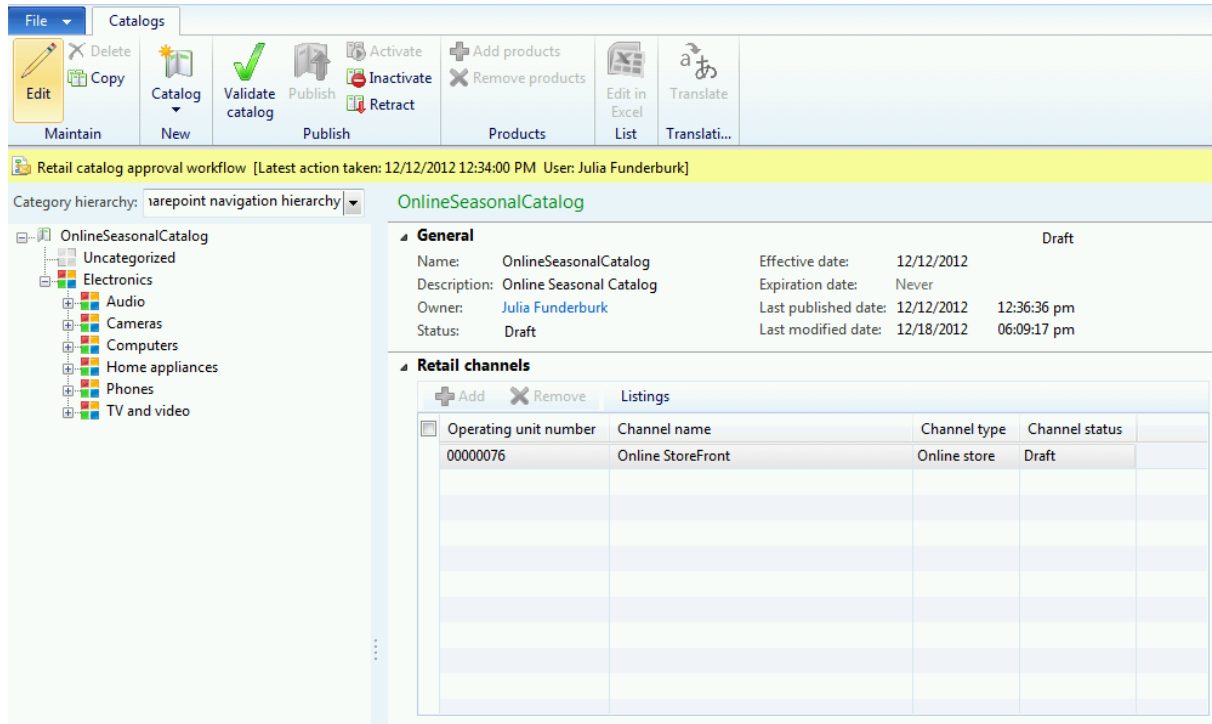 File Catalogs
Edit
Delete
Copy
Maintain
Catalog
New
Validate catalog
Publish
Activate
Inactivate
Retract
Publish
Add products
Remove products
Products
Edit in Excel
List
Translate
Translati...
Retail catalog approval workflow [Latest action taken: 12/12/2012 12:34:00 PM User: Julia Funderburk]
Category hierarchy: harepoint navigation hierarchy
OnlineSeasonalCatalog
Uncategorized
Electronics
Audio
Cameras
Computers
Home appliances
Phones
TV and video
OnlineSeasonalCatalog
General Draft
Name: OnlineSeasonalCatalog Effective date: 12/12/2012
Description: Online Seasonal Catalog Expiration date: Never
Owner: Julia Funderburk Last published date: 12/12/2012 12:36:36 pm
Status: Draft Last modified date: 12/18/2012 06:09:17 pm
Retail channels
Add Remove Listings
Operating unit number Channel name Channel type Channel status
00000076 Online StoreFront Online store Draft